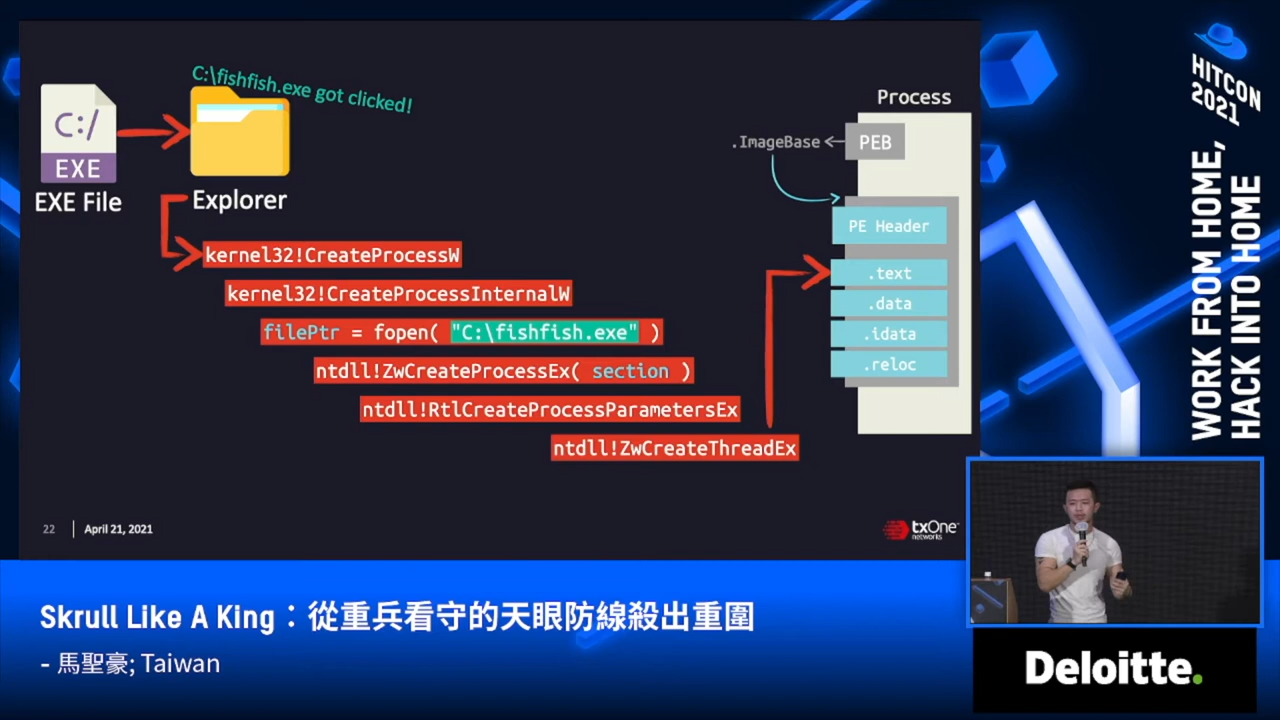 C:\fishfish.exe got clicked!
C:/
EXE
EXE File
Explorer
kernel32!CreateProcessW
kernel32!CreateProcessInternalW
filePtr = fopen( "C:\fishfish.exe" )
ntdll!ZwCreateProcessEx( section )
ntdll!RtlCreateProcessParametersEx
ntdll!ZwCreateThreadEx
Process
.ImageBase
PEB
PE Header
.text
.data
.idata
.reloc
22
April 21, 2021
txOne
networks
HITCON
2021
WORK FROM HOME,
HACK INTO HOME
Skrull Like A King：從重兵看守的天眼防線殺出重圍
- 馬聖豪; Taiwan
Deloitte.